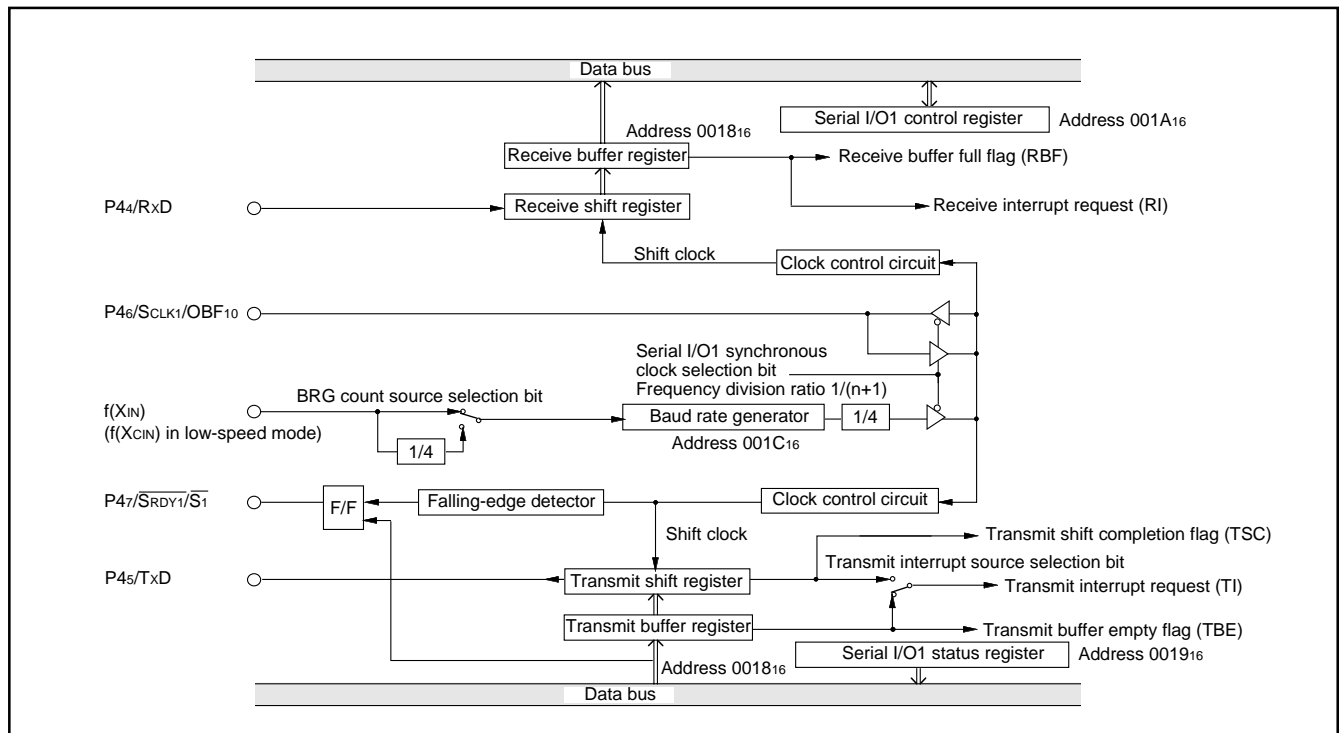 Data bus
Serial I/O1 control register
Address 001A16
Address 001816
Receive buffer register
Receive buffer full flag (RBF)
P44/RXD
Receive shift register
Receive interrupt request (RI)
Shift clock
Clock control circuit
P46/SCLK1/OBF10
Serial I/O1 synchronous
clock selection bit
Frequency division ratio 1/(n+1)
BRG count source selection bit
f(XIN)
(f(XCIN) in low-speed mode)
Baud rate generator
1/4
Address 001C16
1/4
P47/S̅R̅D̅Y̅1̅/S̅1̅
F/F
Falling-edge detector
Clock control circuit
Shift clock
Transmit shift completion flag (TSC)
Transmit interrupt source selection bit
P45/TXD
Transmit shift register
Transmit interrupt request (TI)
Transmit buffer register
Transmit buffer empty flag (TBE)
Address 001816
Serial I/O1 status register
Address 001916
Data bus